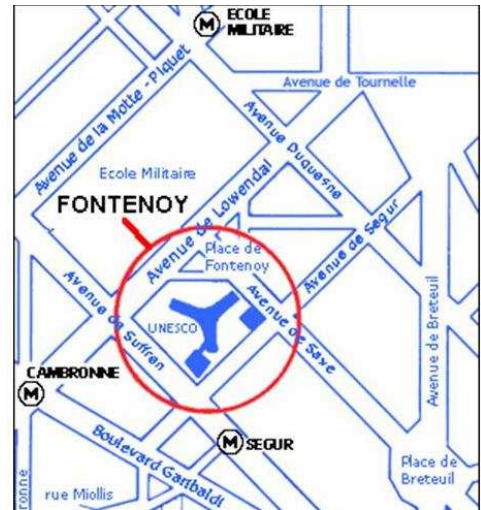 M ECOLE
MILITAIRE
Avenue de Tournelle
Avenue de la Motte - Piquet
Avenue Duquesne
Ecole Militaire
Avenue de Lowendal
FONTENOY
Avenue de Segur
Place de
Fontenoy
Avenue de Suffren
UNESCO
Avenue de Saxe
Avenue de Breteuil
CAMBRONNE
M
M SEGUR
Boulevard Garibaldi
Place de
Breteuil
ronne
rue Miollis